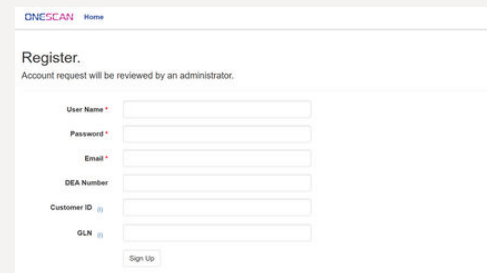 ONESCAN Home
Register.
Account request will be reviewed by an administrator.
User Name *
Password *
Email *
DEA Number
Customer ID (i)
GLN (i)
Sign Up